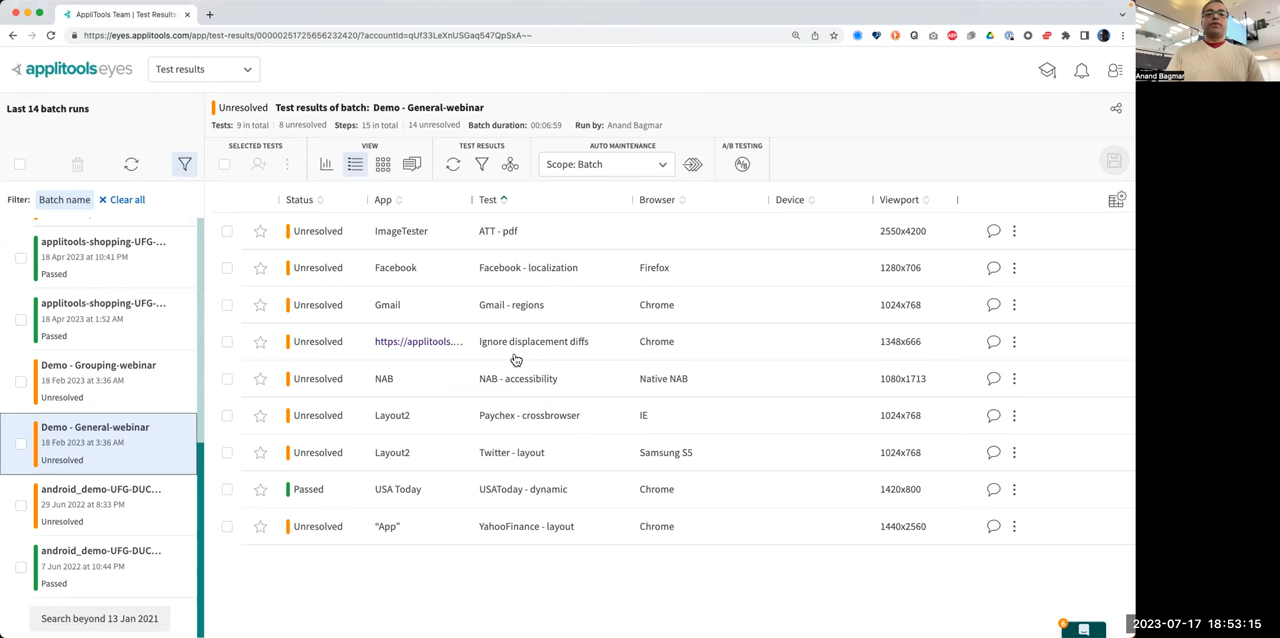 AppliTools Team | Test Results
https://eyes.applitools.com/app/test-results/00000251725656232420/?accountId=qUf33LeXnUSGaq547QpSxA~~
applitools eyes
Test results
Anand Bagmar
Last 14 batch runs
Unresolved Test results of batch: Demo - General-webinar
Tests: 9 in total | 8 unresolved | Steps: 15 in total | 14 unresolved Batch duration: 00:06:59 Run by: Anand Bagmar
SELECTED TESTS
VIEW
TEST RESULTS
AUTO MAINTENANCE
A/B TESTING
Scope: Batch
Filter: Batch name × Clear all
Status App Test Browser Device Viewport
applitools-shopping-UFG-...
18 Apr 2023 at 10:41 PM
Passed
applitools-shopping-UFG-...
18 Apr 2023 at 1:52 AM
Passed
Demo - Grouping-webinar
18 Feb 2023 at 3:36 AM
Unresolved
Demo - General-webinar
18 Feb 2023 at 3:36 AM
Unresolved
android_demo-UFG-DUC...
29 Jun 2022 at 8:33 PM
Unresolved
android_demo-UFG-DUC...
7 Jun 2022 at 10:44 PM
Passed
Search beyond 13 Jan 2021
Unresolved ImageTester ATT - pdf 2550x4200
Unresolved Facebook Facebook - localization Firefox 1280x706
Unresolved Gmail Gmail - regions Chrome 1024x768
Unresolved https://applitools.... Ignore displacement diffs Chrome 1348x666
Unresolved NAB NAB - accessibility Native NAB 1080x1713
Unresolved Layout2 Paychex - crossbrowser IE 1024x768
Unresolved Layout2 Twitter - layout Samsung S5 1024x768
Passed USA Today USAToday - dynamic Chrome 1420x800
Unresolved “App” YahooFinance - layout Chrome 1440x2560
2023-07-17 18:53:15